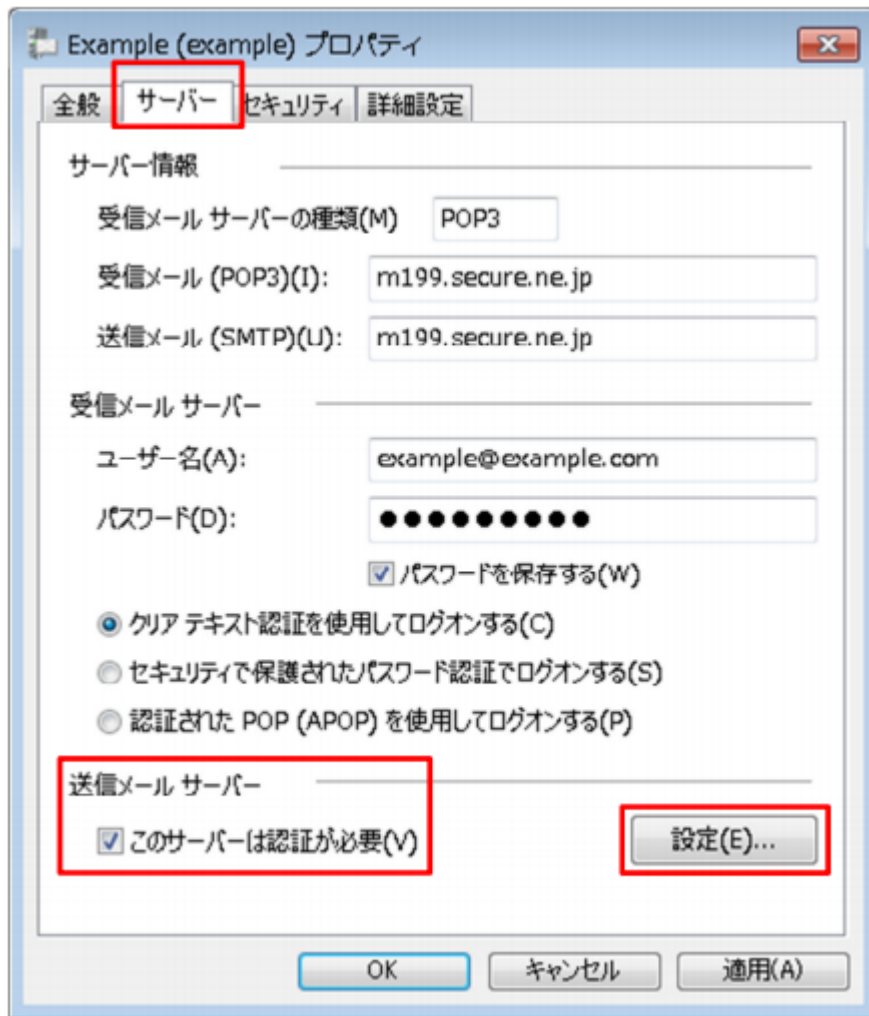 Example (example) プロパティ
全般 サーバー セキュリティ 詳細設定
サーバー情報
受信メール サーバーの種類(M) POP3
受信メール (POP3)(I): m199.secure.ne.jp
送信メール (SMTP)(U): m199.secure.ne.jp
受信メール サーバー
ユーザー名(A): example@example.com
パスワード(D): ●●●●●●●●●
パスワードを保存する(W)
クリア テキスト認証を使用してログオンする(C)
セキュリティで保護されたパスワード認証でログオンする(S)
認証された POP (APOP) を使用してログオンする(P)
送信メール サーバー
このサーバーは認証が必要(V) 設定(E)...
OK キャンセル 適用(A)